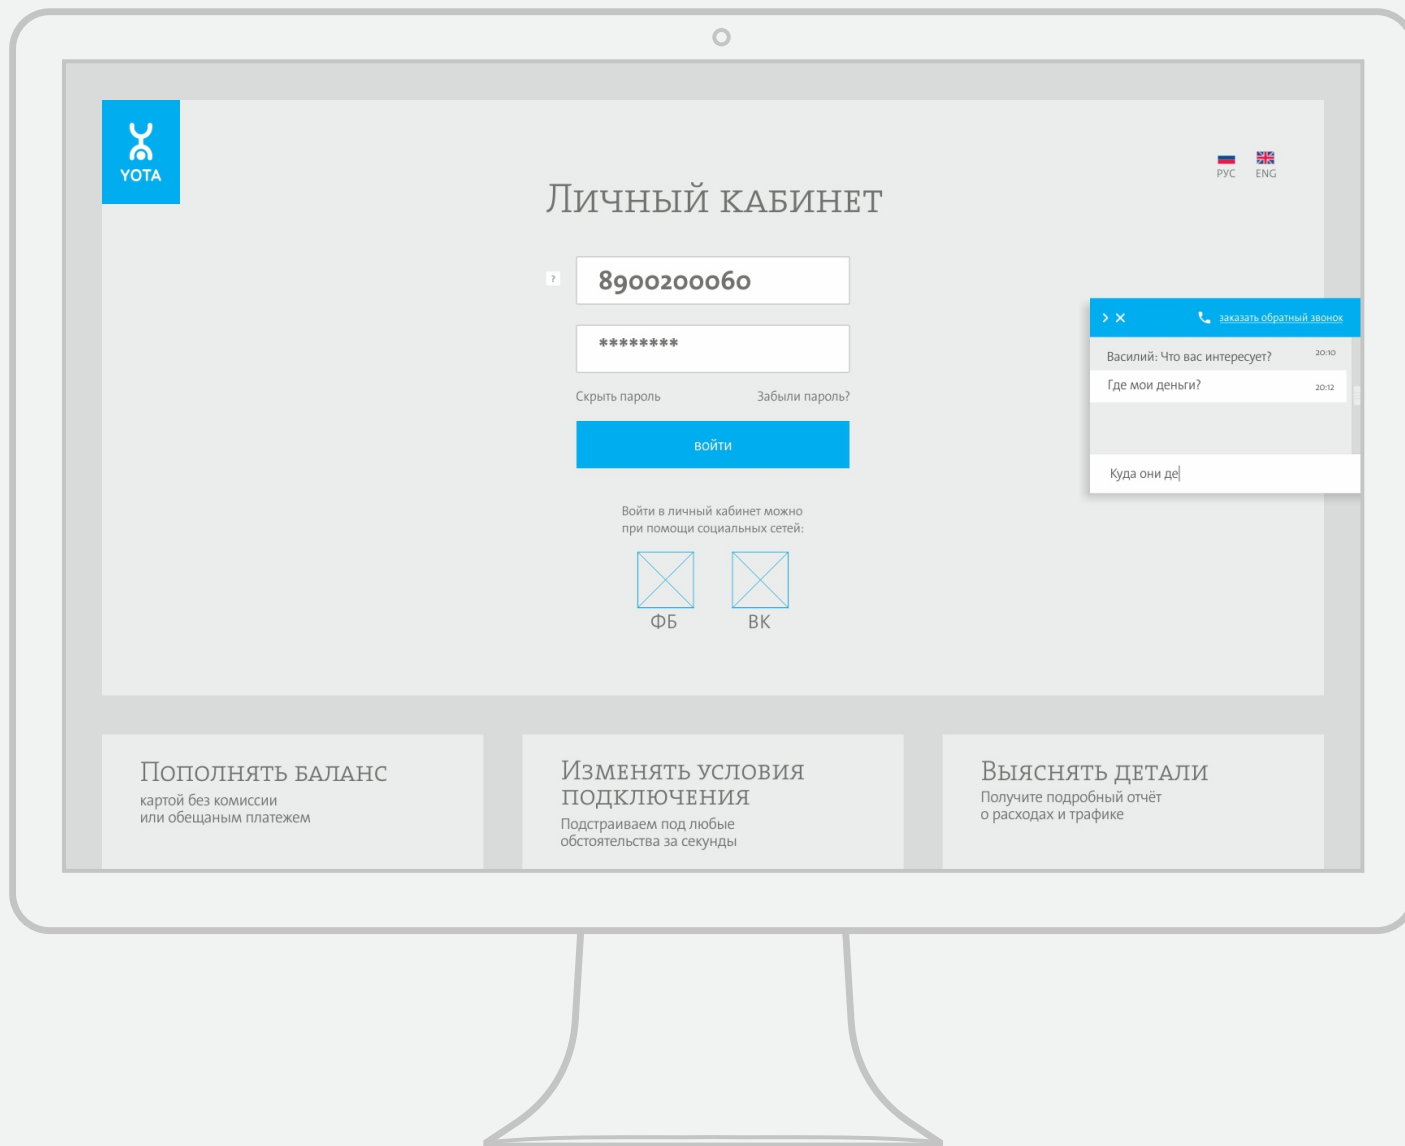 YOTA
РУС ENG
Личный кабинет
?
8900200060
********
Скрыть пароль Забыли пароль?
войти
Войти в личный кабинет можно
при помощи социальных сетей:
ФБ ВК
заказать обратный звонок
Василий: Что вас интересует? 20:10
Где мои деньги? 20:12
Куда они де
Пополнять баланс
картой без комиссии
или обещаным платежем
Изменять условия
подключения
Подстраиваем под любые
обстоятельства за секунды
Выяснять детали
Получите подробный отчёт
о расходах и трафике